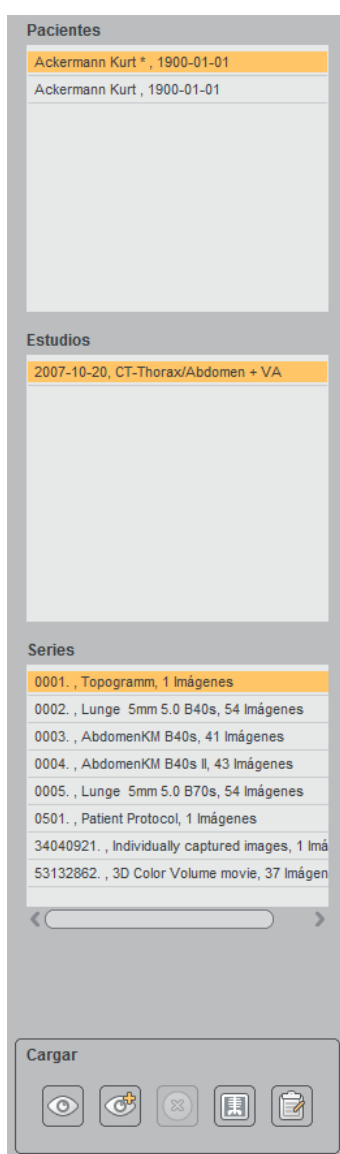 Pacientes
Ackermann Kurt * , 1900-01-01
Ackermann Kurt , 1900-01-01
Estudios
2007-10-20, CT-Thorax/Abdomen + VA
Series
0001. , Topogramm, 1 Imágenes
0002. , Lunge  5mm 5.0 B40s, 54 Imágenes
0003. , AbdomenKM B40s, 41 Imágenes
0004. , AbdomenKM B40s II, 43 Imágenes
0005. , Lunge  5mm 5.0 B70s, 54 Imágenes
0501. , Patient Protocol, 1 Imágenes
34040921. , Individually captured images, 1 Imá
53132862. , 3D Color Volume movie, 37 Imágen
Cargar